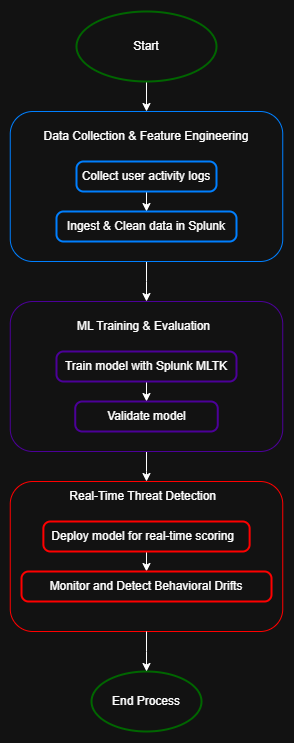 Start
Data Collection & Feature Engineering
Collect user activity logs
Ingest & Clean data in Splunk
ML Training & Evaluation
Train model with Splunk MLTK
Validate model
Real-Time Threat Detection
Deploy model for real-time scoring
Monitor and Detect Behavioral Drifts
End Process